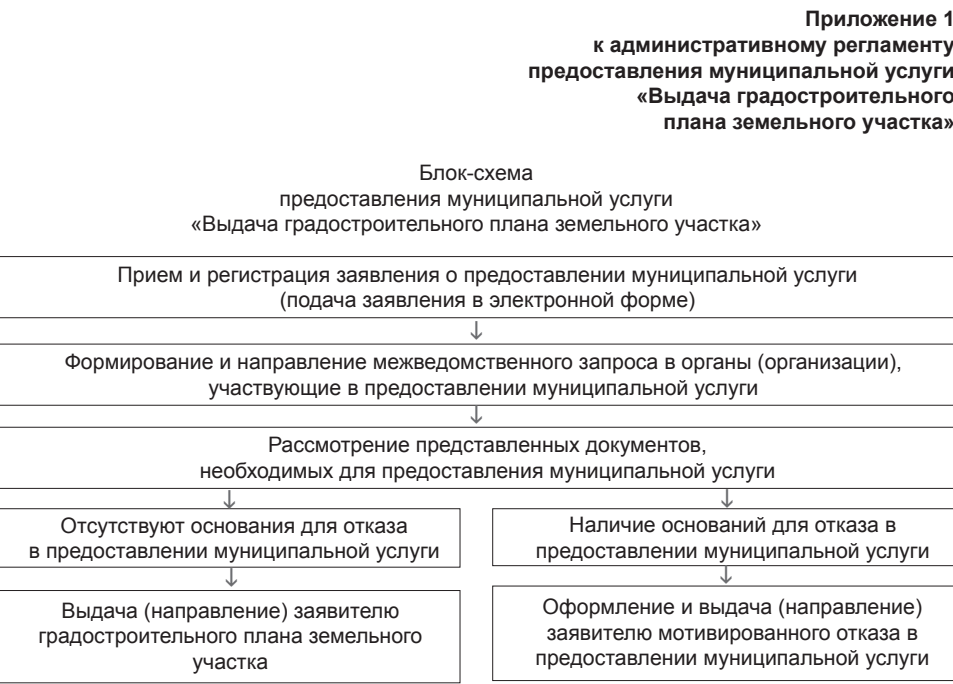 Приложение 1
к административному регламенту
предоставления муниципальной услуги
«Выдача градостроительного
плана земельного участка»
Блок-схема
предоставления муниципальной услуги
«Выдача градостроительного плана земельного участка»
Прием и регистрация заявления о предоставлении муниципальной услуги
(подача заявления в электронной форме)
↓
Формирование и направление межведомственного запроса в органы (организации),
участвующие в предоставлении муниципальной услуги
↓
Рассмотрение представленных документов,
необходимых для предоставления муниципальной услуги
↓ ↓
Отсутствуют основания для отказа
в предоставлении муниципальной услуги
Наличие оснований для отказа в
предоставлении муниципальной услуги
↓ ↓
Выдача (направление) заявителю
градостроительного плана земельного
участка
Оформление и выдача (направление)
заявителю мотивированного отказа в
предоставлении муниципальной услуги